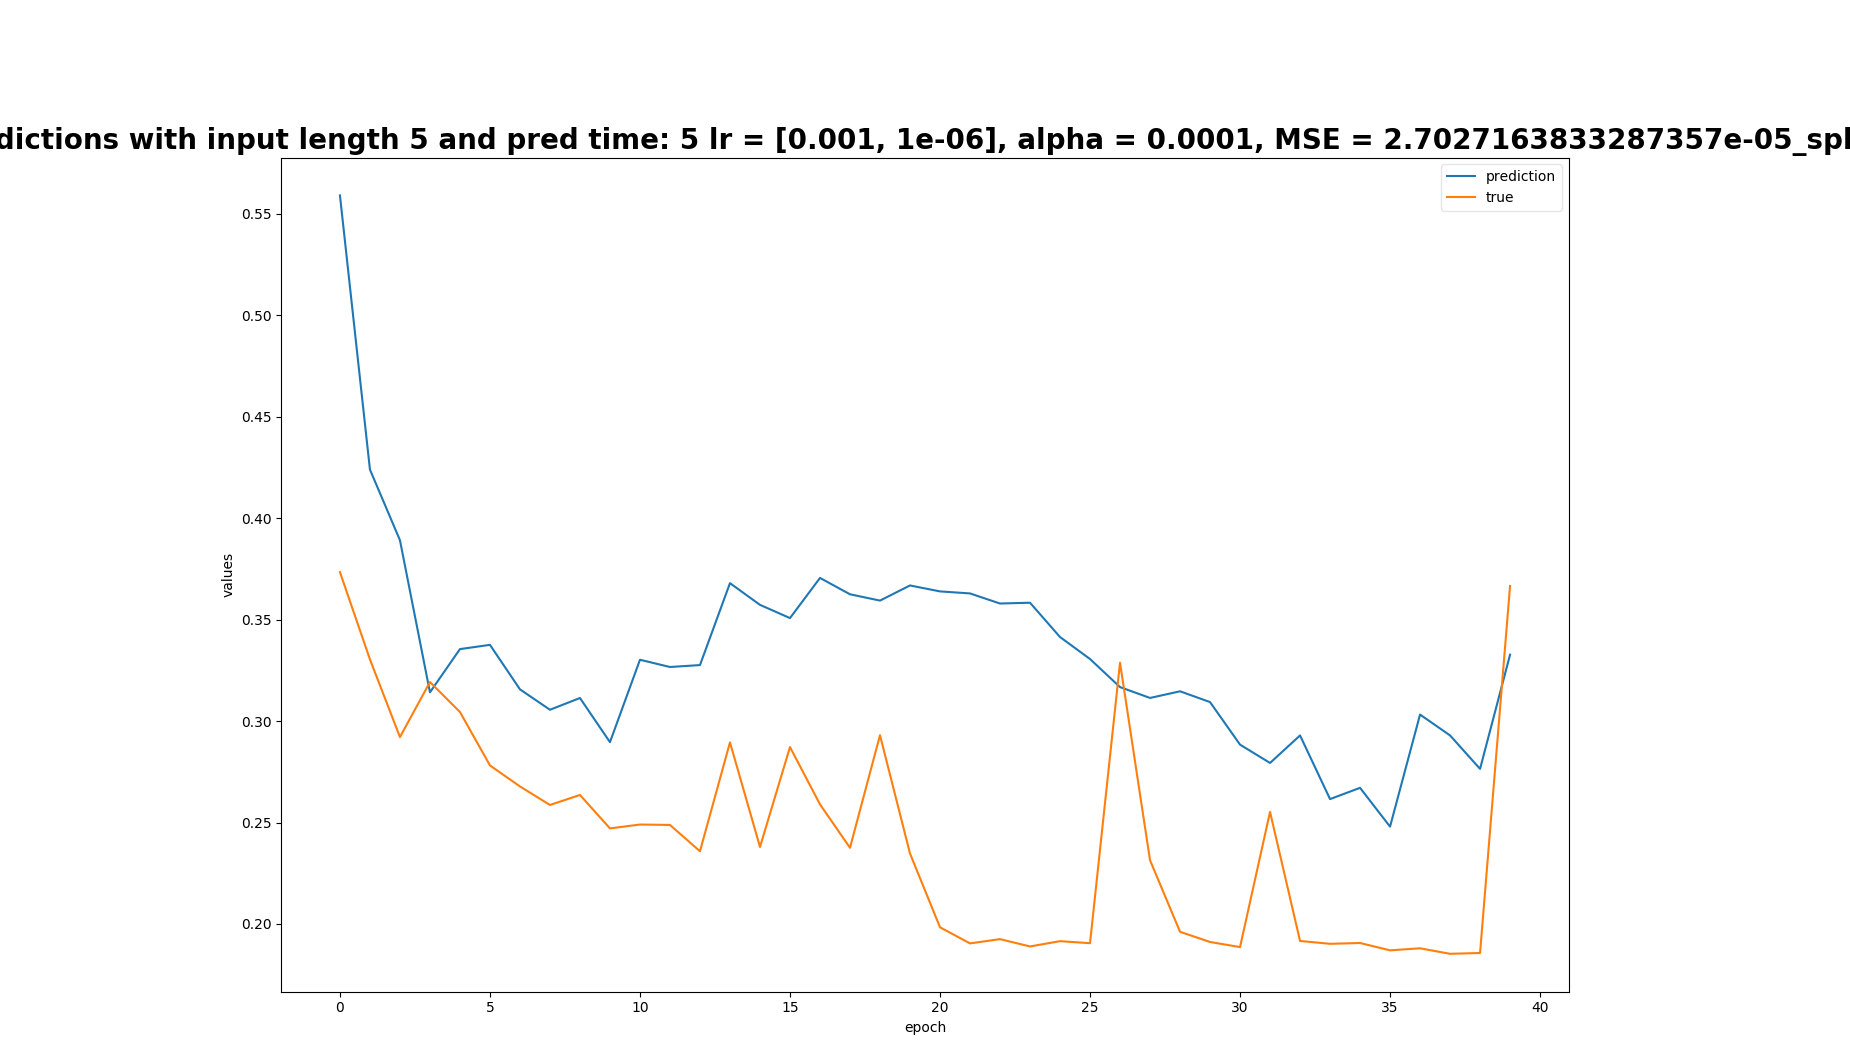 dictions with input length 5 and pred time: 5 lr = [0.001, 1e-06], alpha = 0.0001, MSE = 2.7027163833287357e-05_spl
prediction
true
0.55
0.50
0.45
0.40
0.35
0.30
0.25
0.20
values
0 5 10 15 20 25 30 35 40
epoch